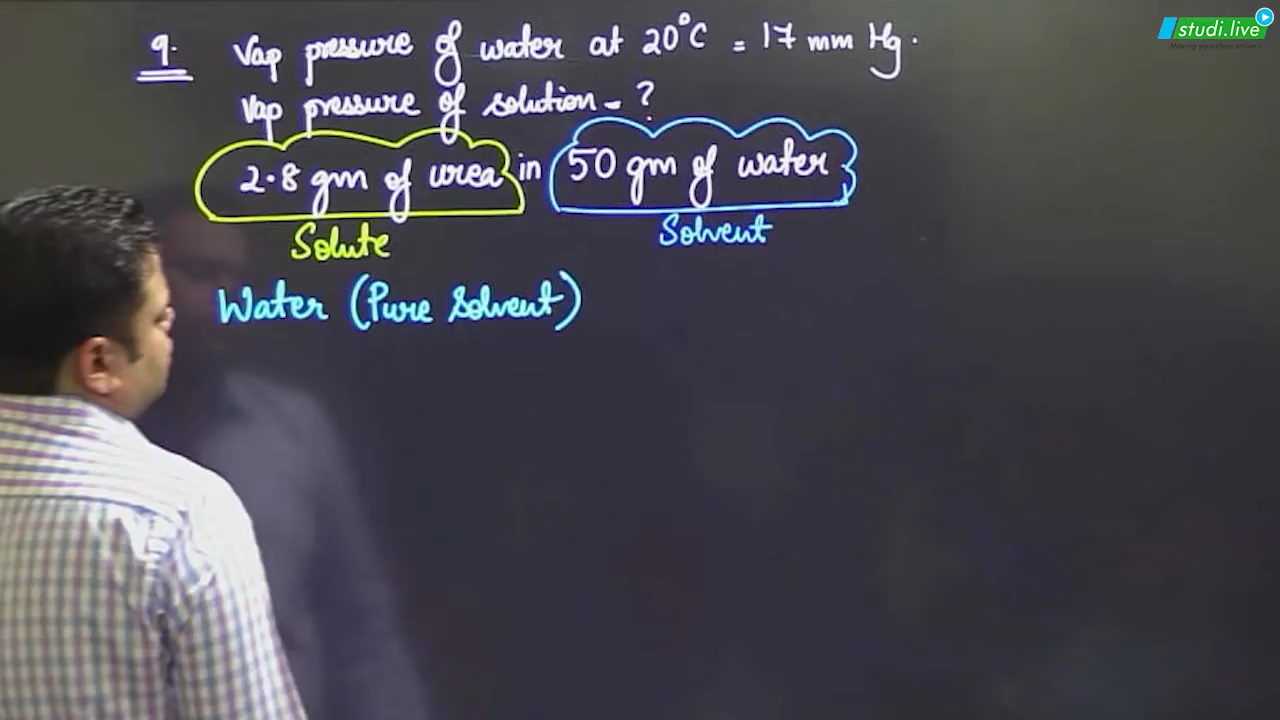 studi.live
q. Vap pressure of water at 20°C = 17 mm Hg.
Vap pressure of solution = ?
2.8 gm of urea in 50 gm of water
Solute Solvent
Water (Pure Solvent)